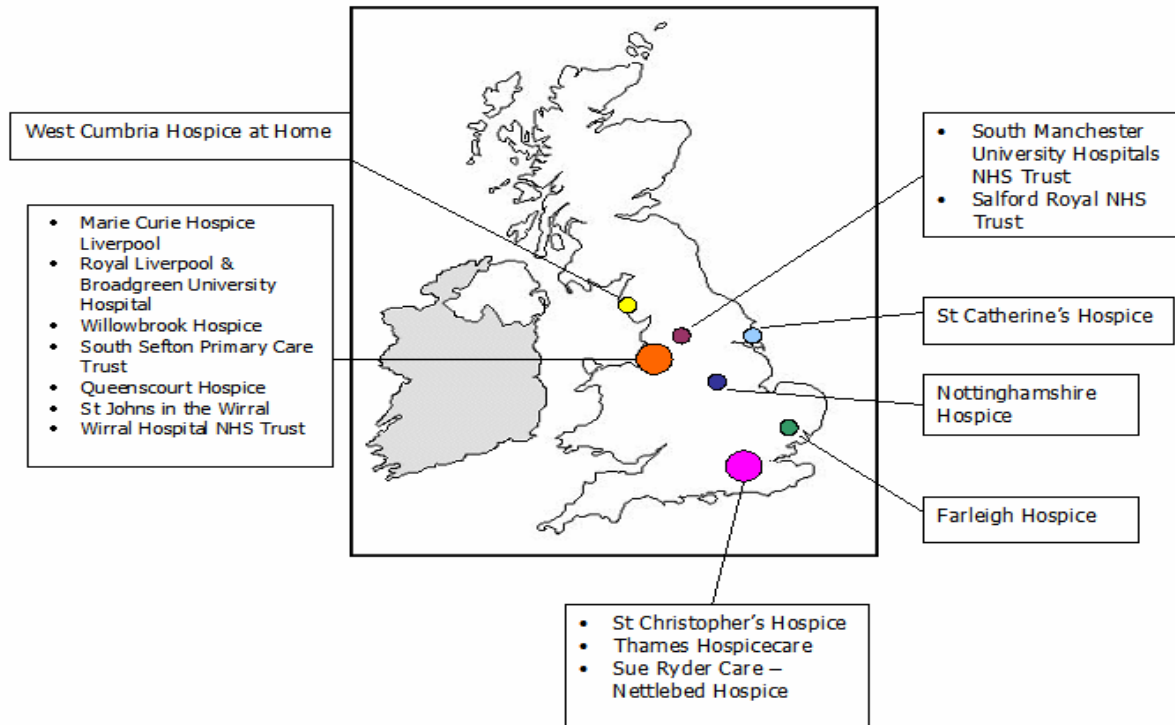 West Cumbria Hospice at Home
• Marie Curie Hospice
Liverpool
• Royal Liverpool &
Broadgreen University
Hospital
• Willowbrook Hospice
• South Sefton Primary Care
Trust
• Queenscourt Hospice
• St Johns in the Wirral
• Wirral Hospital NHS Trust
• South Manchester
University Hospitals
NHS Trust
• Salford Royal NHS
Trust
St Catherine’s Hospice
Nottinghamshire
Hospice
Farleigh Hospice
• St Christopher’s Hospice
• Thames Hospicecare
• Sue Ryder Care –
Nettlebed Hospice